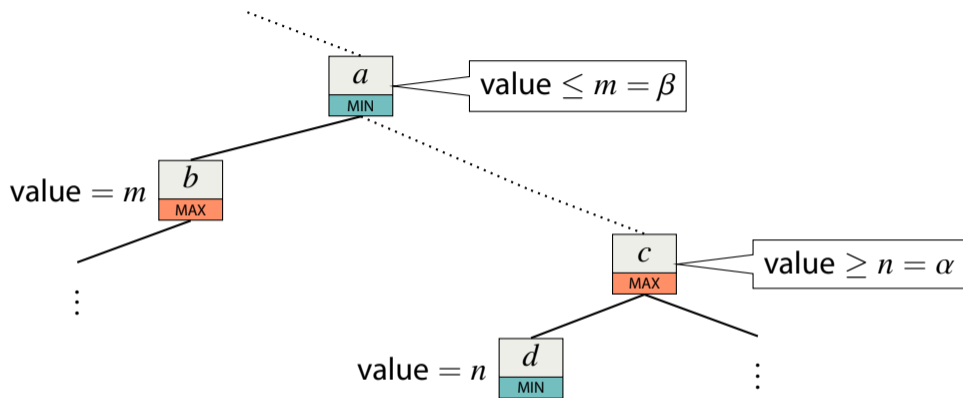 a
MIN
value ≤ m = β
b
value = m
MAX
c
MAX
value ≥ n = α
⋮
d
value = n
MIN
⋮